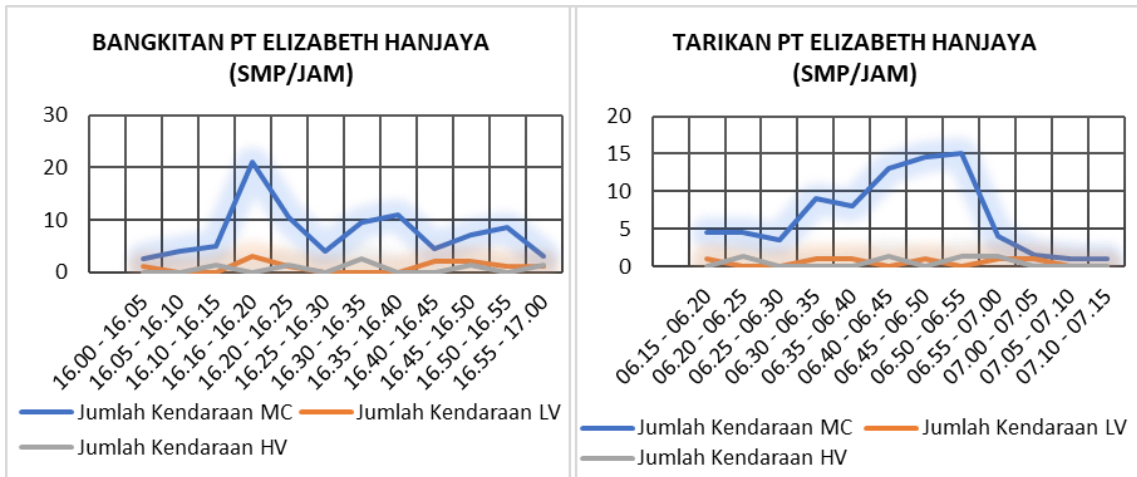 BANGKITAN PT ELIZABETH HANJAYA
(SMP/JAM)
30
20
10
0
16.00 - 16.05
16.05 - 16.10
16.10 - 16.15
16.16 - 16.20
16.20 - 16.25
16.25 - 16.30
16.30 - 16.35
16.35 - 16.40
16.40 - 16.45
16.45 - 16.50
16.50 - 16.55
16.55 - 17.00
Jumlah Kendaraan MC
Jumlah Kendaraan LV
Jumlah Kendaraan HV
TARIKAN PT ELIZABETH HANJAYA
(SMP/JAM)
20
15
10
5
0
06.15 - 06.20
06.20 - 06.25
06.25 - 06.30
06.30 - 06.35
06.35 - 06.40
06.40 - 06.45
06.45 - 06.50
06.50 - 06.55
06.55 - 07.00
07.00 - 07.05
07.05 - 07.10
07.10 - 07.15
Jumlah Kendaraan MC
Jumlah Kendaraan LV
Jumlah Kendaraan HV